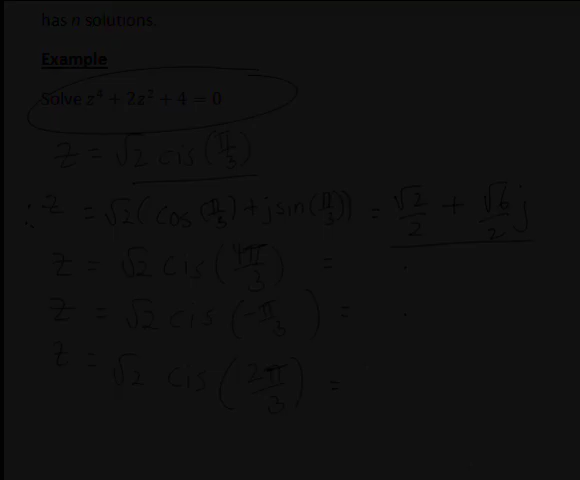 has n solutions.
Example
Solve z⁴ + 2z² + 4 = 0
z = √2 cis(π/3)
∴ z = √2(cos(π/3) + jsin(π/3)) = √2/2 + √6/2 j
z = √2 cis(4π/3) = .
z = √2 cis(-π/3) = .
z = √2 cis(2π/3) =